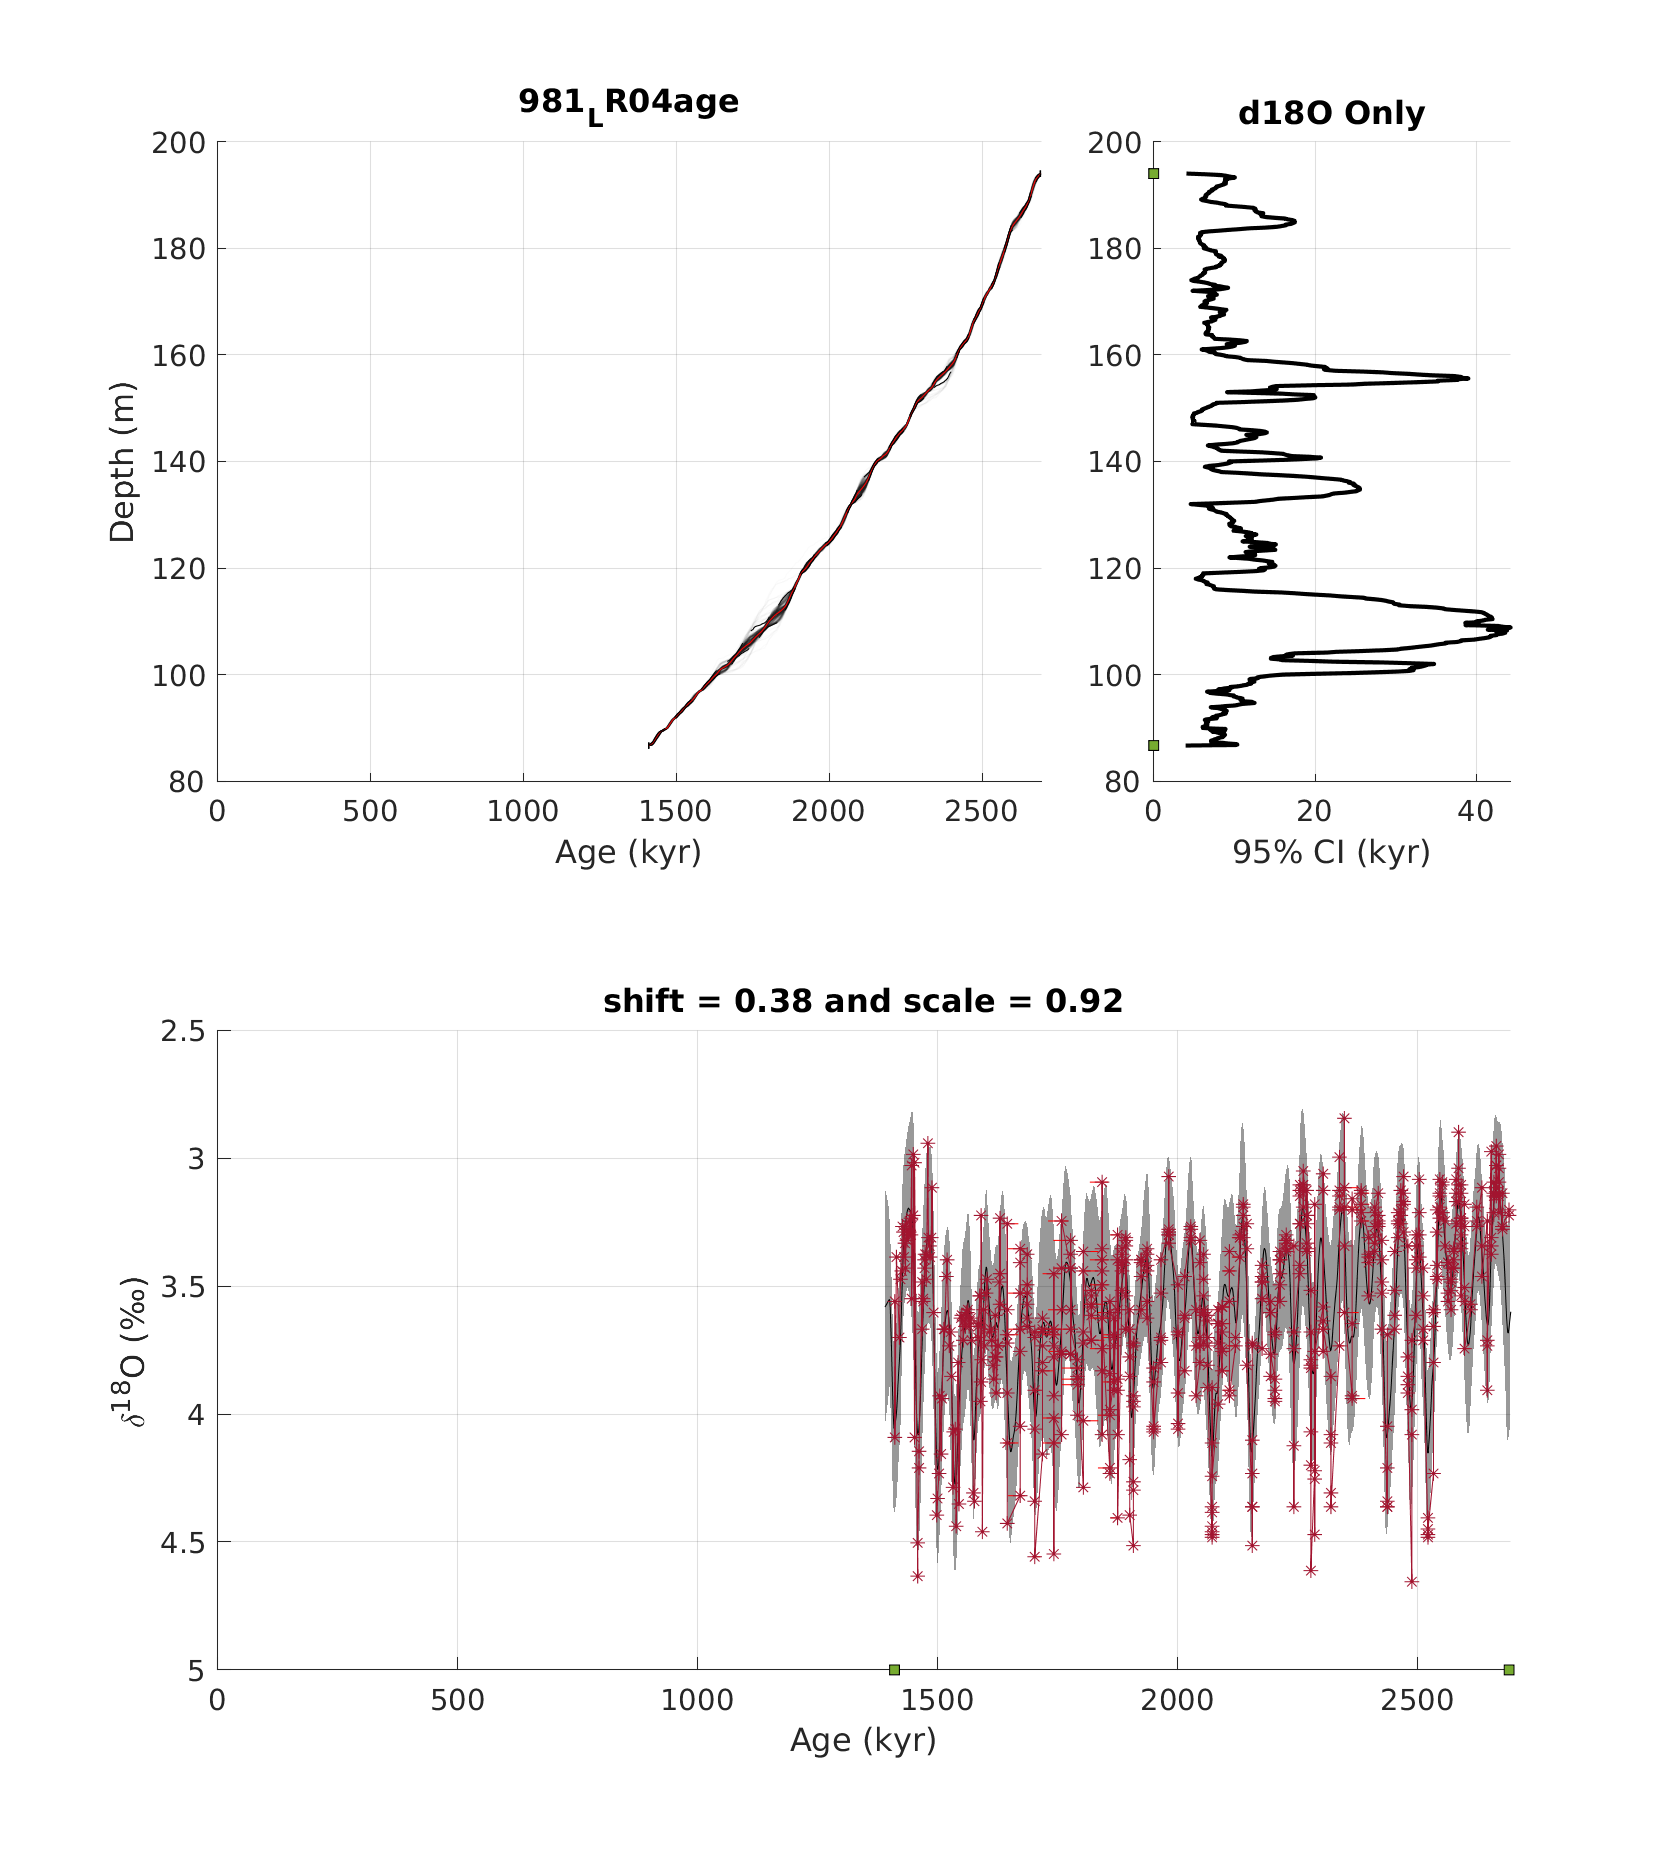 981LR04age
200
180
160
140
120
100
80
0 500 1000 1500 2000 2500
Depth (m)
Age (kyr)
d18O Only
200
180
160
140
120
100
80
0 20 40
95% CI (kyr)
shift = 0.38 and scale = 0.92
2.5
3
3.5
4
4.5
5
0 500 1000 1500 2000 2500
δ18O (‰)
Age (kyr)